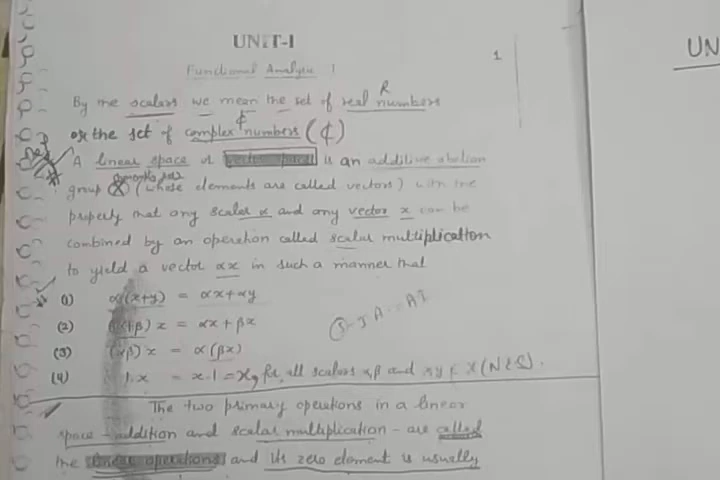 UNIT-I
1
Functional Analysis 1
By the scalars we mean the set of real numbers R
or the set of complex numbers (₵) ₵
A linear space or vector space is an additive abelian
group X (whose elements are called vectors) with the
property that any scalar α and any vector x can be
combined by an operation called scalar multiplication
to yield a vector αx in such a manner that
(1) α(x+y) = αx+αy
(2) (α+β)x = αx+βx
(3) (αβ)x = α(βx)
(4) 1.x = x.1 = x, for all scalars α,β and x,y ∈ X (N≥S).
The two primary operations in a linear
space - addition and scalar multiplication - are called
the linear operations and its zero element is usually
UN